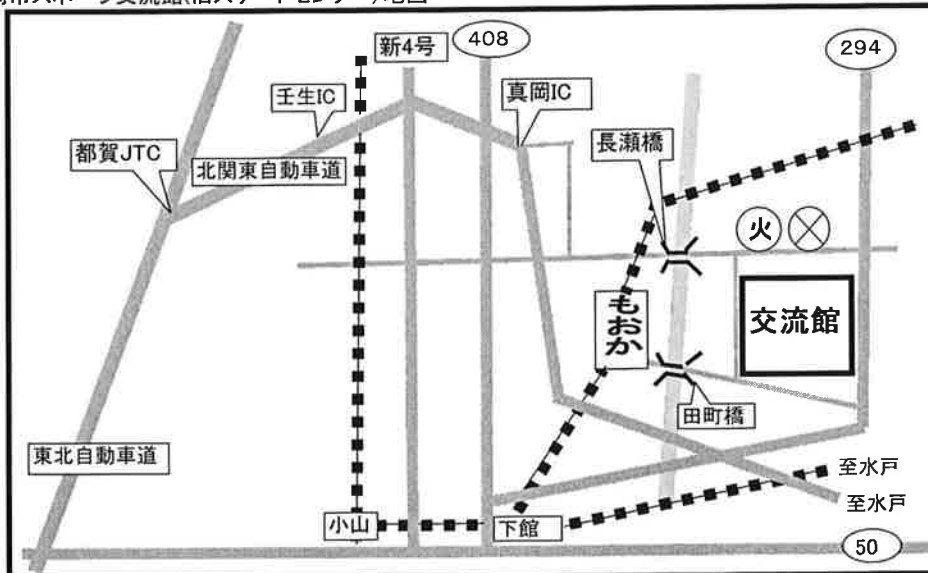 新4号
408
294
壬生IC
真岡IC
都賀JTC
北関東自動車道
長瀬橋
火
交流館
もおか
田町橋
東北自動車道
至水戸
至水戸
小山
下館
50